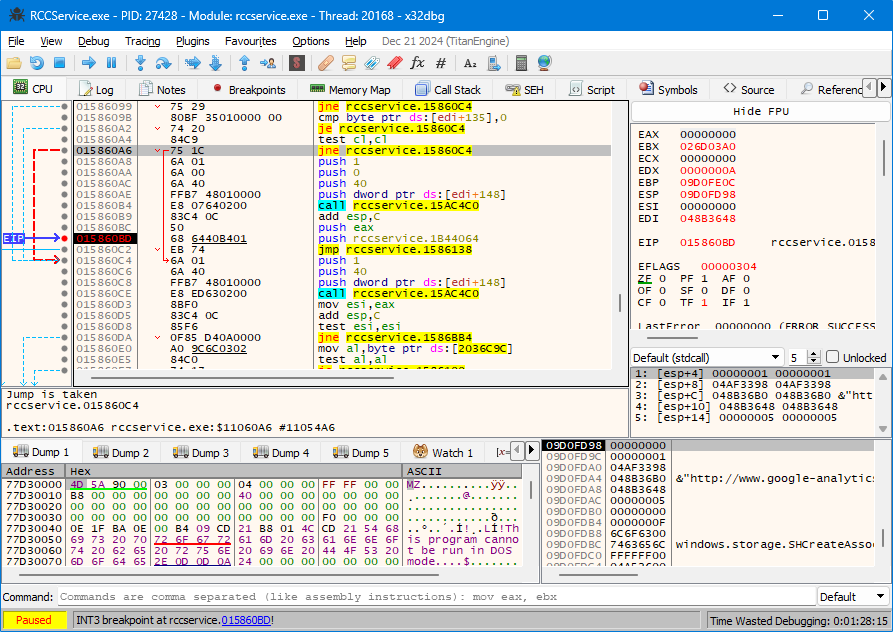 RCCService.exe - PID: 27428 - Module: rccservice.exe - Thread: 20168 - x32dbg
File View Debug Tracing Plugins Favourites Options Help Dec 21 2024 (TitanEngine)
CPU Log Notes Breakpoints Memory Map Call Stack SEH Script Symbols Source Referenc
01586099 75 29 jne rccservice.15860C4
0158609B 80BF 35010000 00 cmp byte ptr ds:[edi+135],0
015860A2 74 20 je rccservice.15860C4
015860A4 84C9 test cl,cl
015860A6 75 1C jne rccservice.15860C4
015860A8 6A 01 push 1
015860AA 6A 00 push 0
015860AC 6A 40 push 40
015860AE FFB7 48010000 push dword ptr ds:[edi+148]
015860B4 E8 07640200 call rccservice.15AC4C0
015860B9 83C4 0C add esp,C
015860BC 50 push eax
EIP 015860BD 68 6440B401 push rccservice.1B44064
015860C2 EB 74 jmp rccservice.1586138
015860C4 6A 01 push 1
015860C6 6A 40 push 40
015860C8 FFB7 48010000 push dword ptr ds:[edi+148]
015860CE E8 ED630200 call rccservice.15AC4C0
015860D3 8BF0 mov esi,eax
015860D5 83C4 0C add esp,C
015860D8 85F6 test esi,esi
015860DA 0F85 D40A0000 jne rccservice.1586BB4
015860E0 A0 9C6C0302 mov al,byte ptr ds:[2036C9C]
015860E5 84C0 test al,al
Hide FPU
EAX 00000000
EBX 026D03A0
ECX 00000000
EDX 0000000A
EBP 09D0FE0C
ESP 09D0FD98
ESI 00000000
EDI 048B3648
EIP 015860BD rccservice.0158
EFLAGS 00000304
ZF 0 PF 1 AF 0
OF 0 SF 0 DF 0
CF 0 TF 1 IF 1
LastError 00000000 (ERROR_SUCCESS
Default (stdcall) 5 Unlocked
1: [esp+4] 00000001 00000001
2: [esp+8] 04AF3398 04AF3398
3: [esp+C] 048B36B0 048B36B0 &"htt
4: [esp+10] 048B3648 048B3648
5: [esp+14] 00000005 00000005
Jump is taken
rccservice.015860C4
.text:015860A6 rccservice.exe:$11060A6 #11054A6
Dump 1 Dump 2 Dump 3 Dump 4 Dump 5 Watch 1 [x=
Address Hex ASCII
77D30000 4D 5A 90 00 03 00 00 00 04 00 00 00 FF FF 00 00 MZ..........ÿÿ..
77D30010 B8 00 00 00 00 00 00 00 40 00 00 00 00 00 00 00 ........@.......
77D30020 00 00 00 00 00 00 00 00 00 00 00 00 00 00 00 00 ................
77D30030 00 00 00 00 00 00 00 00 00 00 00 00 F0 00 00 00 ............ð...
77D30040 0E 1F BA 0E 00 B4 09 CD 21 B8 01 4C CD 21 54 68 ..º..´.Í!¸.LÍ!Th
77D30050 69 73 20 70 72 6F 67 72 61 6D 20 63 61 6E 6E 6F is program canno
77D30060 74 20 62 65 20 72 75 6E 20 69 6E 20 44 4F 53 20 t be run in DOS
77D30070 6D 6F 64 65 2E 0D 0D 0A 24 00 00 00 00 00 00 00 mode....$.......
09D0FD98 00000000
09D0FD9C 00000001
09D0FDA0 04AF3398
09D0FDA4 048B36B0 &"http://www.google-analytics
09D0FDA8 048B3648
09D0FDAC 00000005
09D0FDB0 00000000
09D0FDB4 0000000F
09D0FDB8 6C6F6300
09D0FDBC 7463656C windows.storage.SHCreateAsso
09D0FDC0 FFFFFF00
Command: Commands are comma separated (like assembly instructions): mov eax, ebx Default
Paused INT3 breakpoint at rccservice.015860BD! Time Wasted Debugging: 0:01:28:15